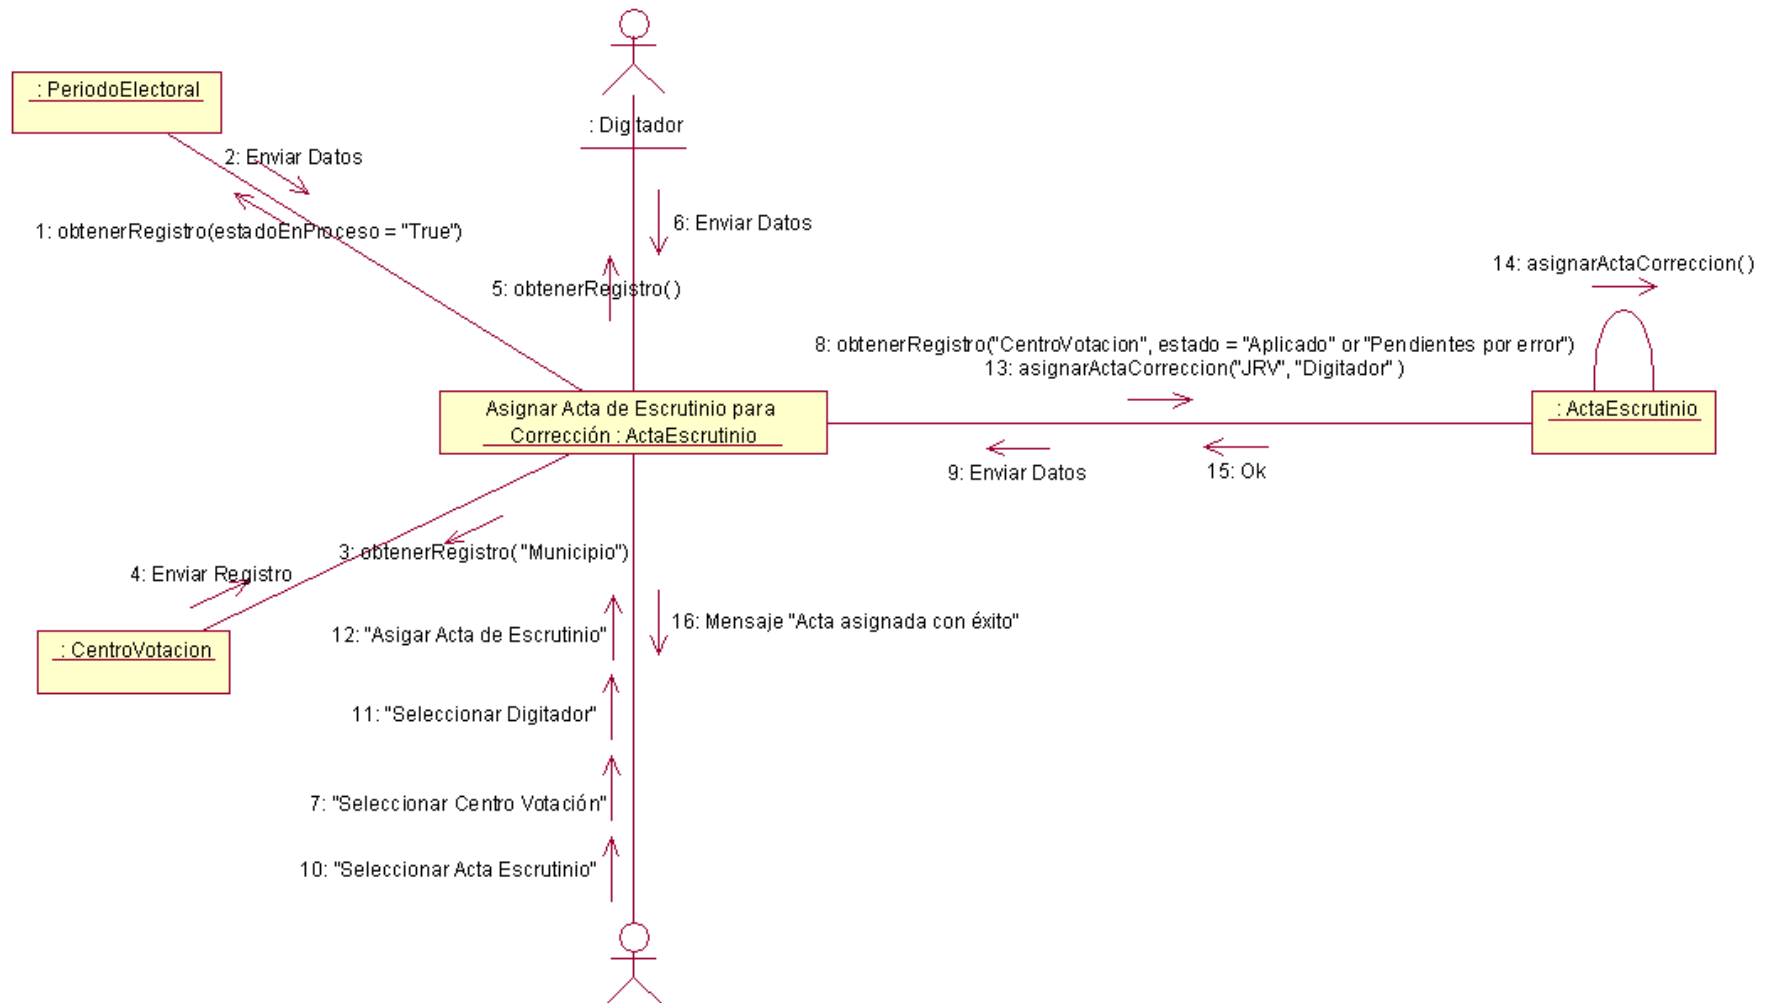 : PeriodoElectoral
: Digitador
2: Enviar Datos
6: Enviar Datos
1: obtenerRegistro(estadoEnProceso = "True")
14: asignarActaCorreccion( )
5: obtenerRegistro( )
8: obtenerRegistro("CentroVotacion", estado = "Aplicado" or "Pendientes por error")
13: asignarActaCorreccion("JRV", "Digitador" )
Asignar Acta de Escrutinio para
Corrección : ActaEscrutinio
: ActaEscrutinio
9: Enviar Datos
15: Ok
3: obtenerRegistro( "Municipio")
4: Enviar Registro
12: "Asigar Acta de Escrutinio"
16: Mensaje "Acta asignada con éxito"
: CentroVotacion
11: "Seleccionar Digitador"
7: "Seleccionar Centro Votación"
10: "Seleccionar Acta Escrutinio"